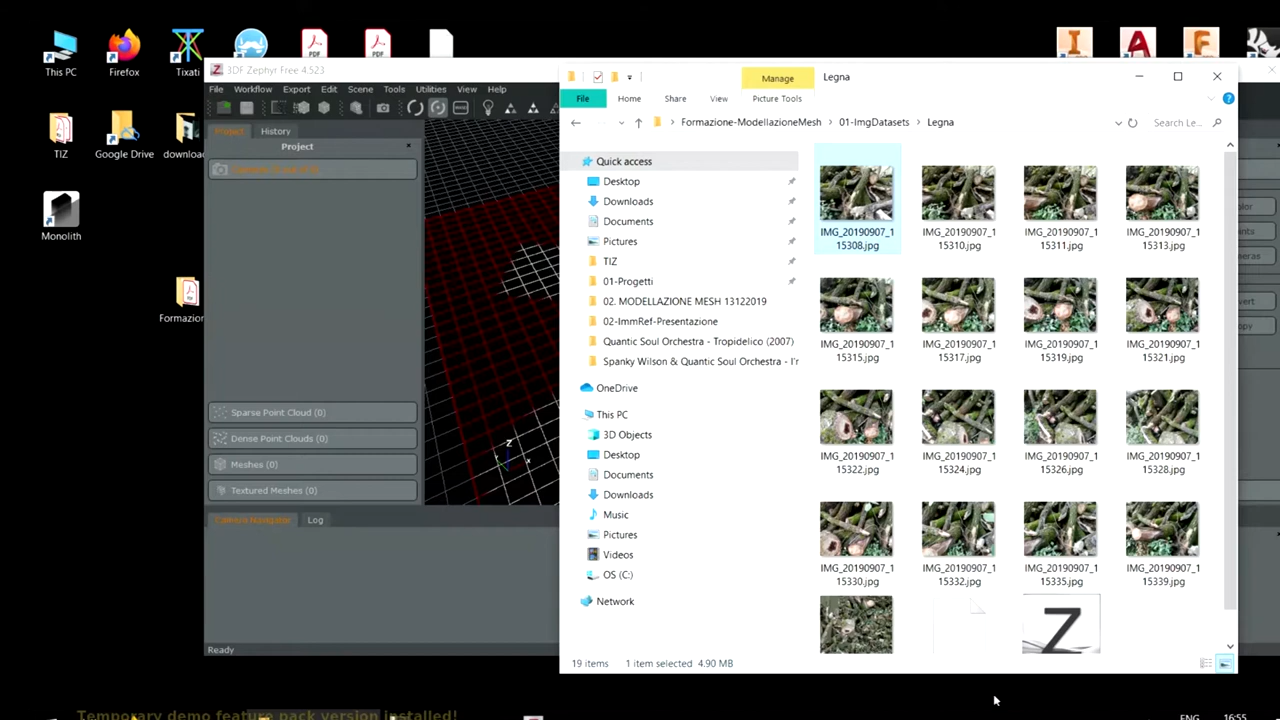 This PC
Firefox
Tixati
TIZ
Google Drive
downloa
Monolith
Formazion
3DF Zephyr Free 4.523
File Workflow Export Edit Scene Tools Utilities View Help
Project History
Project
Sparse Point Cloud (0)
Dense Point Clouds (0)
Meshes (0)
Textured Meshes (0)
Camera Navigator Log
Ready
Z
x
Manage Legna
File Home Share View Picture Tools
Formazione-ModellazioneMesh > 01-ImgDatasets > Legna
Search Le...
Quick access
Desktop
Downloads
Documents
Pictures
TIZ
01-Progetti
02. MODELLAZIONE MESH 13122019
02-ImmRef-Presentazione
Quantic Soul Orchestra - Tropidelico (2007)
Spanky Wilson & Quantic Soul Orchestra - I'r
OneDrive
This PC
3D Objects
Desktop
Documents
Downloads
Music
Pictures
Videos
OS (C:)
Network
IMG_20190907_1 IMG_20190907_1 IMG_20190907_1 IMG_20190907_1
15308.jpg 15310.jpg 15311.jpg 15313.jpg
IMG_20190907_1 IMG_20190907_1 IMG_20190907_1 IMG_20190907_1
15315.jpg 15317.jpg 15319.jpg 15321.jpg
IMG_20190907_1 IMG_20190907_1 IMG_20190907_1 IMG_20190907_1
15322.jpg 15324.jpg 15326.jpg 15328.jpg
IMG_20190907_1 IMG_20190907_1 IMG_20190907_1 IMG_20190907_1
15330.jpg 15332.jpg 15335.jpg 15339.jpg
Z
19 items 1 item selected 4.90 MB
Temporary demo feature pack version installed!
ENG 16:55